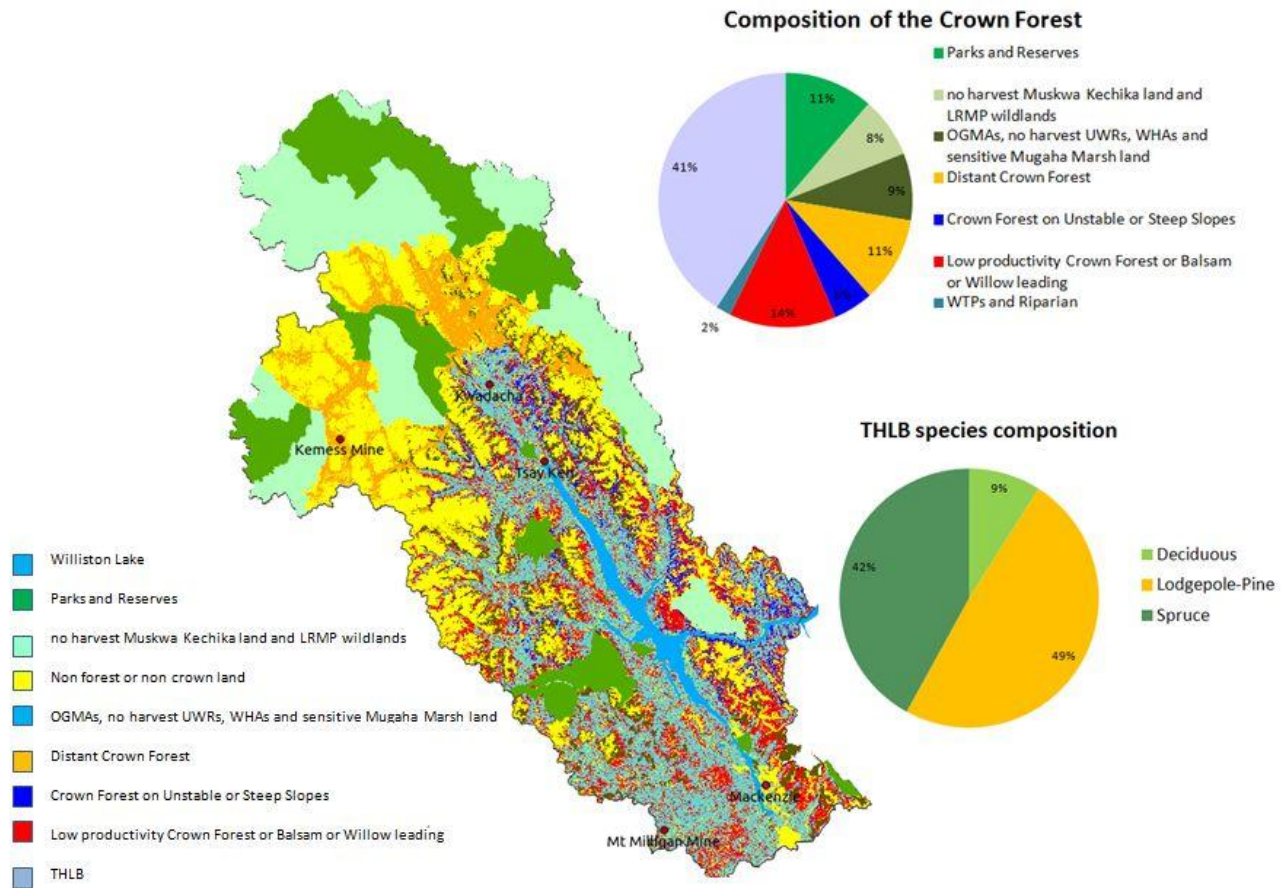 Composition of the Crown Forest
Parks and Reserves
no harvest Muskwa Kechika land and
LRMP wildlands
OGMAs, no harvest UWRs, WHAs and
sensitive Mugaha Marsh land
Distant Crown Forest
Crown Forest on Unstable or Steep Slopes
Low productivity Crown Forest or Balsam
or Willow leading
WTPs and Riparian
11%
8%
9%
11%
14%
2%
41%
Kwadacha
Kemess Mine
Tsay Keh
Mackenzie
Mt Milligan Mine
THLB species composition
9%
42%
49%
Deciduous
Lodgepole-Pine
Spruce
Williston Lake
Parks and Reserves
no harvest Muskwa Kechika land and LRMP wildlands
Non forest or non crown land
OGMAs, no harvest UWRs, WHAs and sensitive Mugaha Marsh land
Distant Crown Forest
Crown Forest on Unstable or Steep Slopes
Low productivity Crown Forest or Balsam or Willow leading
THLB